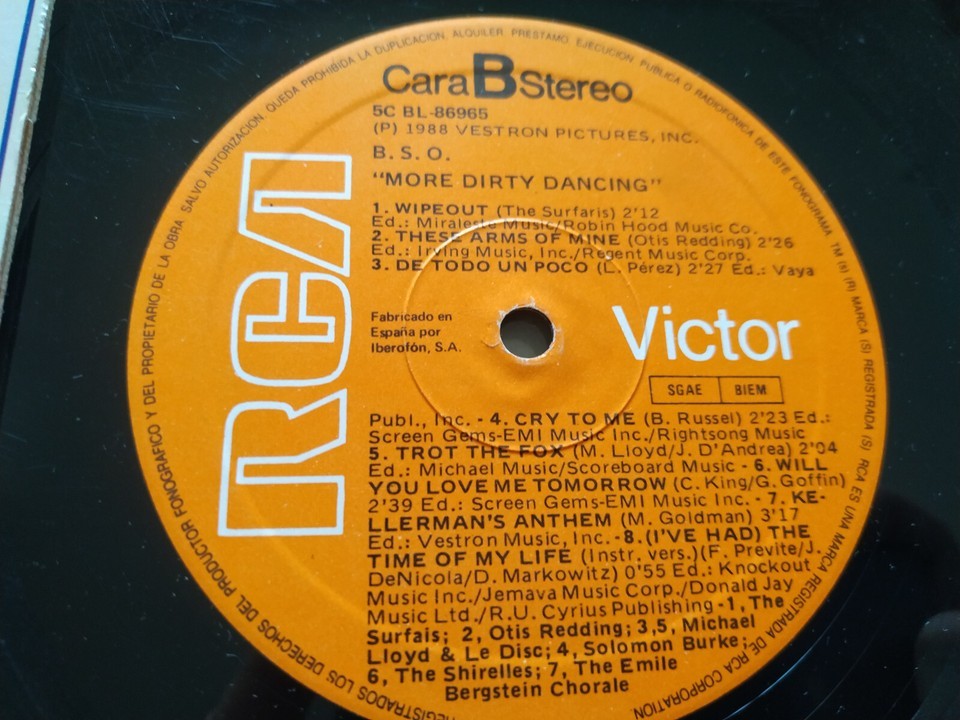 Cara B Stereo
5C BL-86965
(P) 1988 VESTRON PICTURES, INC.
B. S. O.
"MORE DIRTY DANCING"
1. WIPEOUT (The Surfaris) 2'12
Ed.: Miraleste Music/Robin Hood Music Co.
2. THESE ARMS OF MINE (Otis Redding) 2'26
Ed.: Irving Music, Inc./Regent Music Corp.
3. DE TODO UN POCO (L. Pérez) 2'27 Ed.: Vaya
Fabricado en
España por
Iberofón, S.A.
RCA
Victor
SGAE BIEM
Publ., Inc. - 4. CRY TO ME (B. Russel) 2'23 Ed.:
Screen Gems-EMI Music Inc./Rightsong Music
5. TROT THE FOX (M. Lloyd/J. D'Andrea) 2'04
Ed.: Michael Music/Scoreboard Music - 6. WILL
YOU LOVE ME TOMORROW (C. King/G. Goffin)
2'39 Ed.: Screen Gems-EMI Music Inc. - 7. KE-
LLERMAN'S ANTHEM (M. Goldman) 3'17
Ed.: Vestron Music, Inc. - 8. (I'VE HAD) THE
TIME OF MY LIFE (Instr. vers.) (F. Previte/J.
DeNicola/D. Markowitz) 0'55 Ed.: Knockout
Music Inc./Jemava Music Corp./Donald Jay
Music Ltd./R.U. Cyrius Publishing - 1, The
Surfais; 2, Otis Redding; 3,5, Michael
Lloyd & Le Disc; 4, Solomon Burke;
6, The Shirelles; 7, The Emile
Bergstein Chorale
REGISTRADOS LOS DERECHOS DEL PRODUCTOR FONOGRAFICO Y DEL PROPIETARIO DE LA OBRA. SALVO AUTORIZACION QUEDA PROHIBIDA LA DUPLICACION, ALQUILER, PRESTAMO, EJECUCION PUBLICA O RADIOFONICA DE ESTE FONOGRAMA. TM (s) (R) MARCA (S) REGISTRADA (S) RCA ES UNA MARCA REGISTRADA DE RCA CORPORATION.